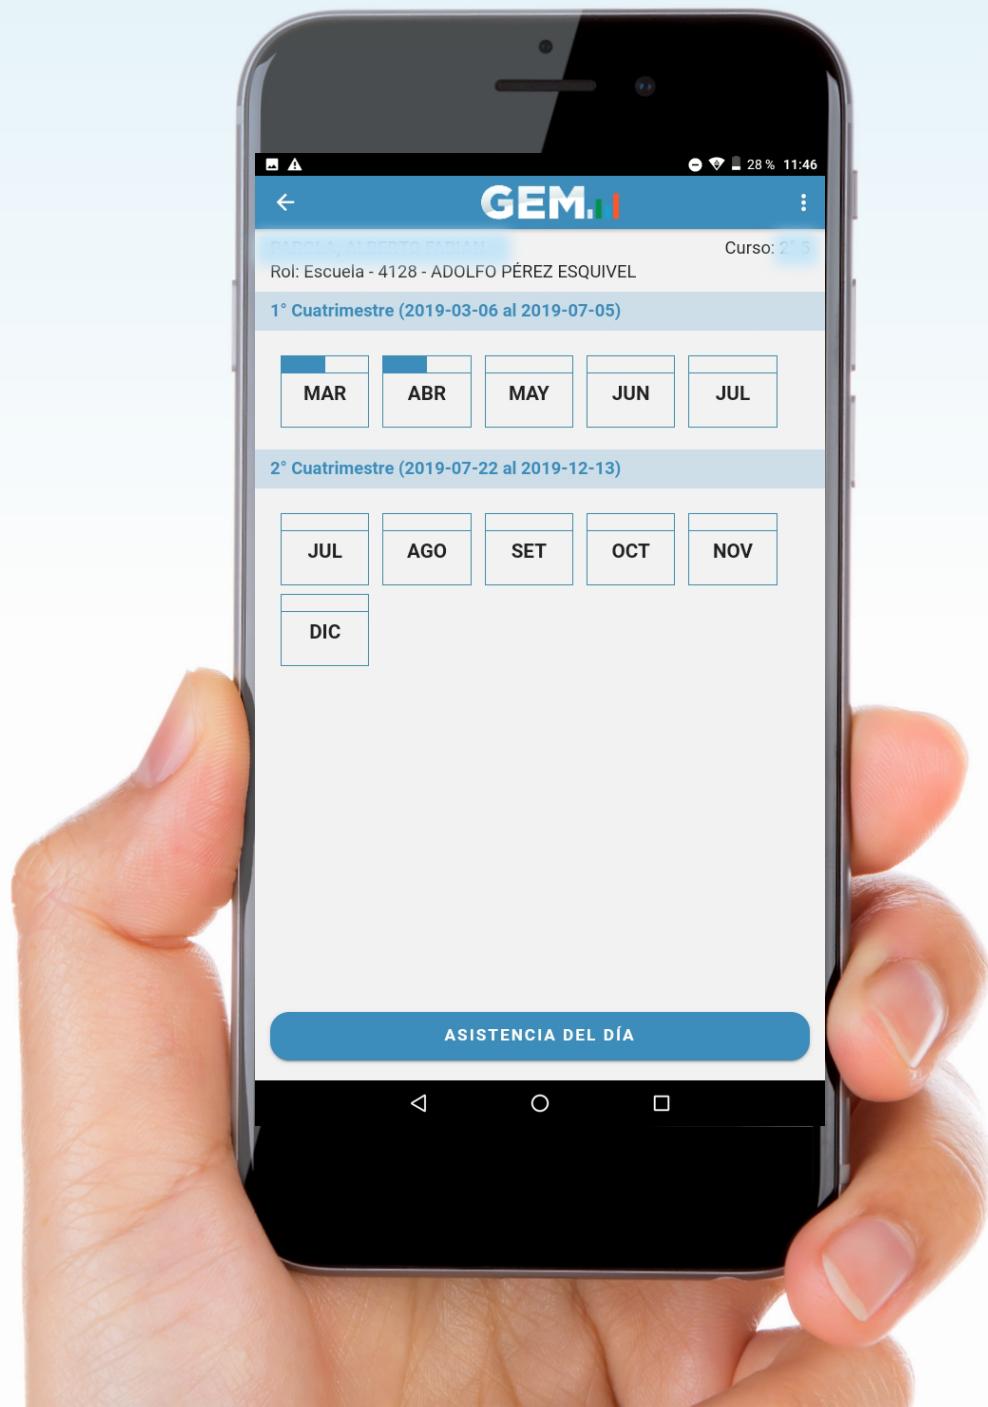 28 % 11:46
GEM.
Curso: 2° 5
Rol: Escuela - 4128 - ADOLFO PÉREZ ESQUIVEL
1° Cuatrimestre (2019-03-06 al 2019-07-05)
MAR ABR MAY JUN JUL
2° Cuatrimestre (2019-07-22 al 2019-12-13)
JUL AGO SET OCT NOV
DIC
ASISTENCIA DEL DÍA